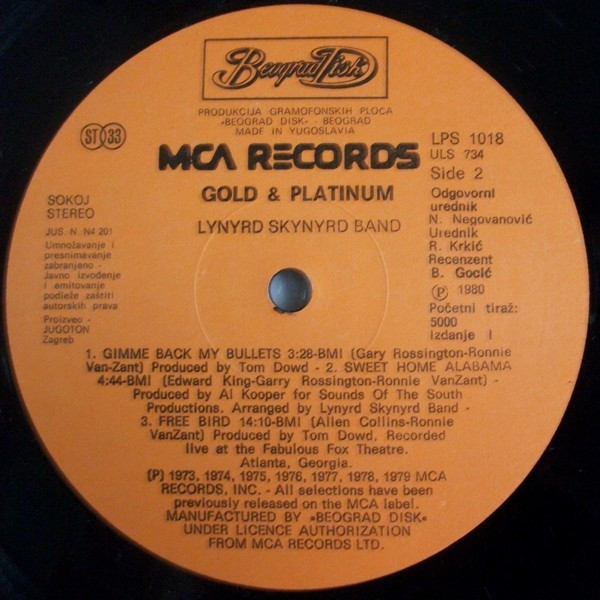 Beograd Disk
PRODUKCIJA GRAMOFONSKIH PLOCA
»BEOGRAD DISK« - BEOGRAD
MADE IN YUGOSLAVIA
ST 33
MCA RECORDS
GOLD & PLATINUM
LYNYRD SKYNYRD BAND
SOKOJ
STEREO
JUS. N. N4 201
Umnožavanje i
presnimavanje
zabranjeno -
Javno izvođenje
i emitovanje
podleže zaštiti
autorskih prava
Proizveo -
JUGOTON
Zagreb
LPS 1018
ULS 734
Side 2
Odgovorni
urednik
N. Negovanović
Urednik
R. Krkić
Recenzent
B. Gocić
Ⓟ 1980
Početni tiraž:
5000
Izdanje I
1. GIMME BACK MY BULLETS 3:28-BMI (Gary Rossington-Ronnie
Van-Zant) Produced by Tom Dowd - 2. SWEET HOME ALABAMA
4:44-BMI (Edward King-Garry Rossington-Ronnie VanZant) -
Produced by Al Kooper for Sounds Of The South
Productions. Arranged by Lynyrd Skynyrd Band -
3. FREE BIRD 14:10-BMI (Allen Collins-Ronnie
VanZant) Produced by Tom Dowd, Recorded
live at the Fabulous Fox Theatre.
Atlanta, Georgia.
(P) 1973, 1974, 1975, 1976, 1977, 1978, 1979 MCA
RECORDS, INC. - All selections have been
previously released on the MCA label.
MANUFACTURED BY »BEOGRAD DISK«
UNDER LICENCE AUTHORIZATION
FROM MCA RECORDS LTD.